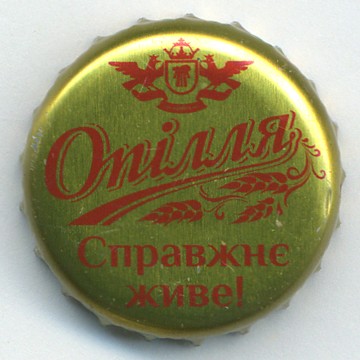 Опілля
Справжнє
живе!